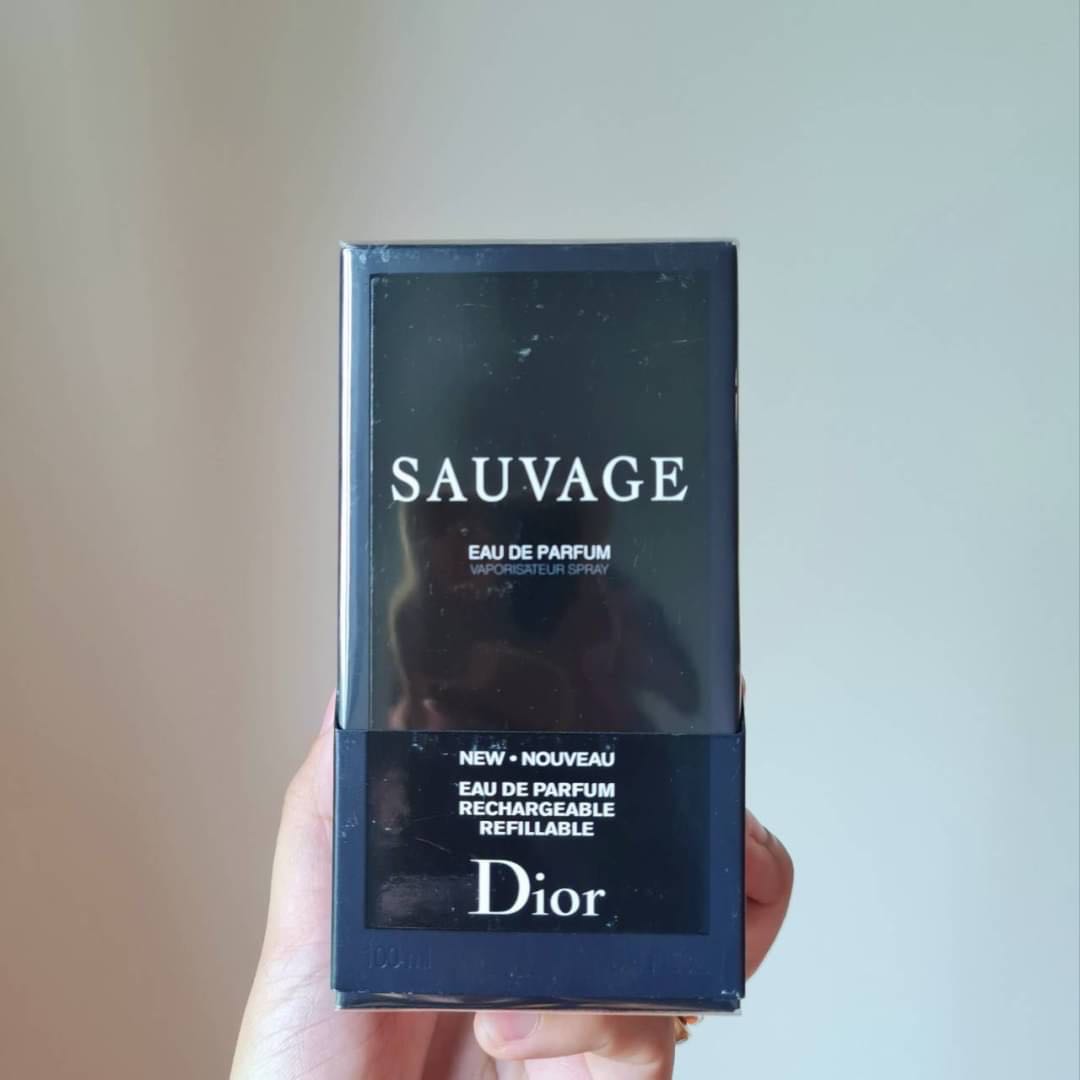 SAUVAGE
EAU DE PARFUM
VAPORISATEUR SPRAY
NEW • NOUVEAU
EAU DE PARFUM
RECHARGEABLE
REFILLABLE
Dior
100 ml